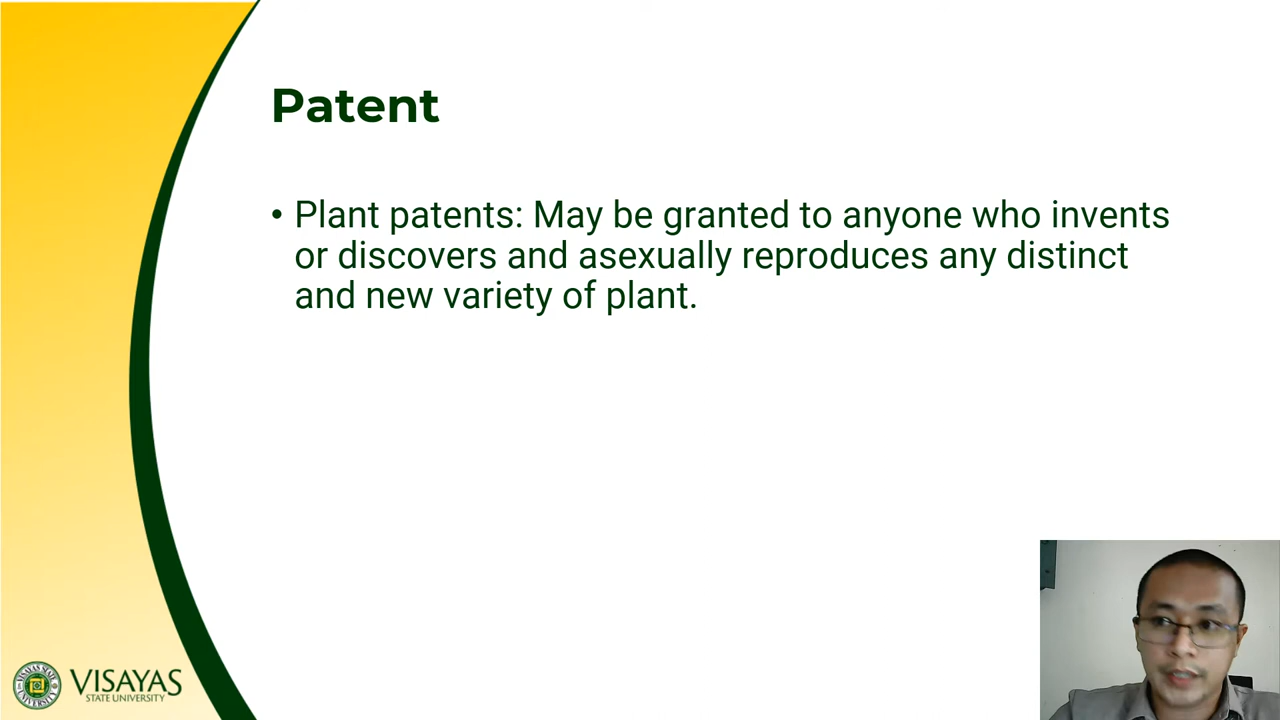 Patent
• Plant patents: May be granted to anyone who invents
or discovers and asexually reproduces any distinct
and new variety of plant.
VISAYAS
STATE UNIVERSITY